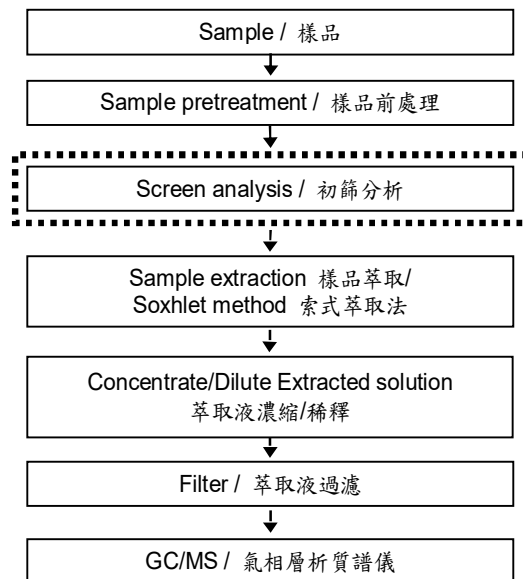 Sample / 樣品
Sample pretreatment / 樣品前處理
Screen analysis / 初篩分析
Sample extraction 樣品萃取/
Soxhlet method 索式萃取法
Concentrate/Dilute Extracted solution
萃取液濃縮/稀釋
Filter / 萃取液過濾
GC/MS / 氣相層析質譜儀